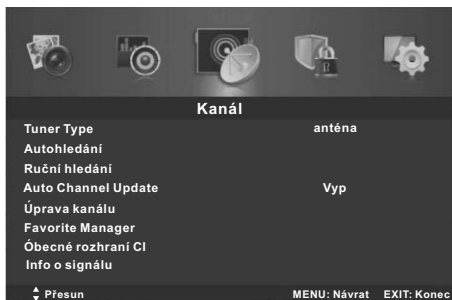 Kanál
Tuner Type anténa
Autohledání
Ruční hledání
Auto Channel Update Vyp
Úprava kanálu
Favorite Manager
Óbecné rozhraní CI
Info o signálu
Přesun MENU: Návrat EXIT: Konec